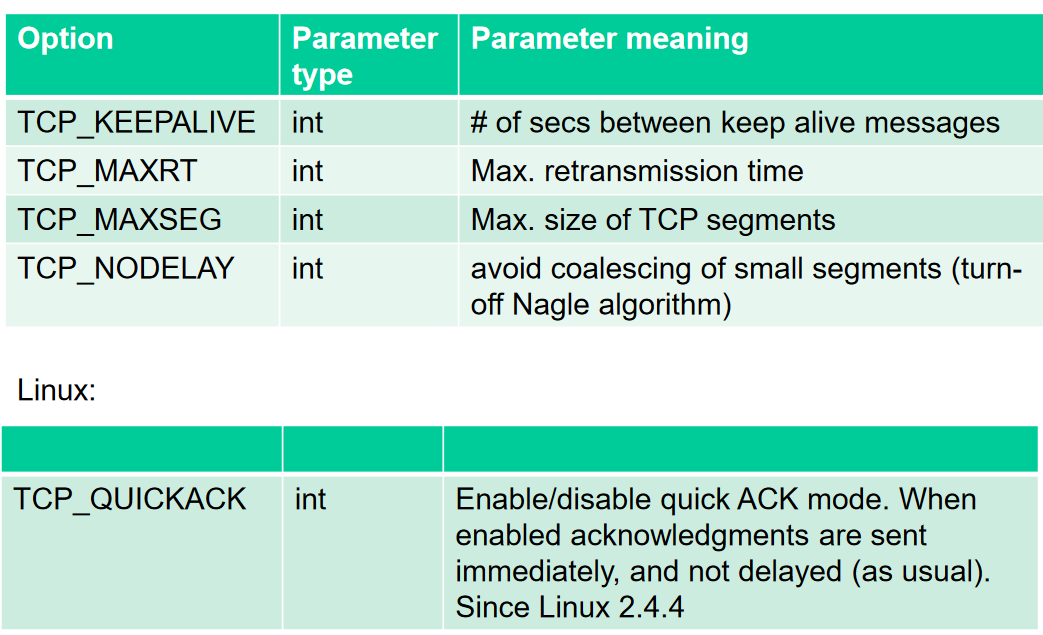 Option Parameter type Parameter meaning
TCP_KEEPALIVE int # of secs between keep alive messages
TCP_MAXRT int Max. retransmission time
TCP_MAXSEG int Max. size of TCP segments
TCP_NODELAY int avoid coalescing of small segments (turn-
off Nagle algorithm)
Linux:
TCP_QUICKACK int Enable/disable quick ACK mode. When
enabled acknowledgments are sent
immediately, and not delayed (as usual).
Since Linux 2.4.4